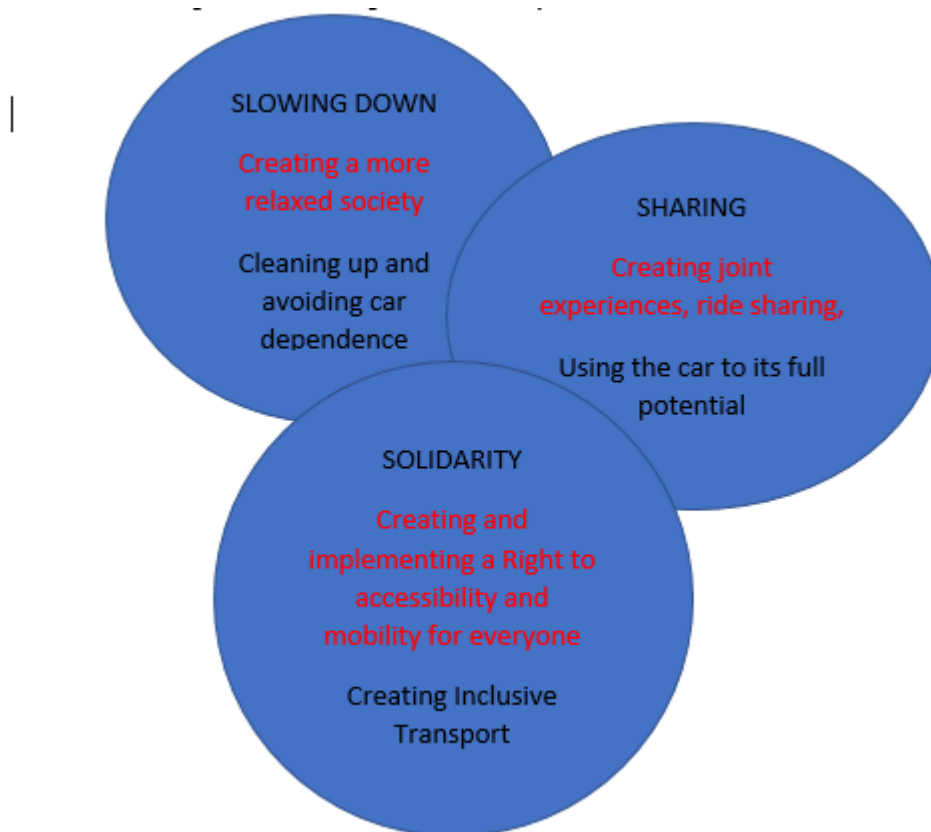 SLOWING DOWN
Creating a more
relaxed society
Cleaning up and
avoiding car
dependence
SHARING
Creating joint
experiences, ride sharing,
Using the car to its full
potential
SOLIDARITY
Creating and
implementing a Right to
accessibility and
mobility for everyone
Creating Inclusive
Transport